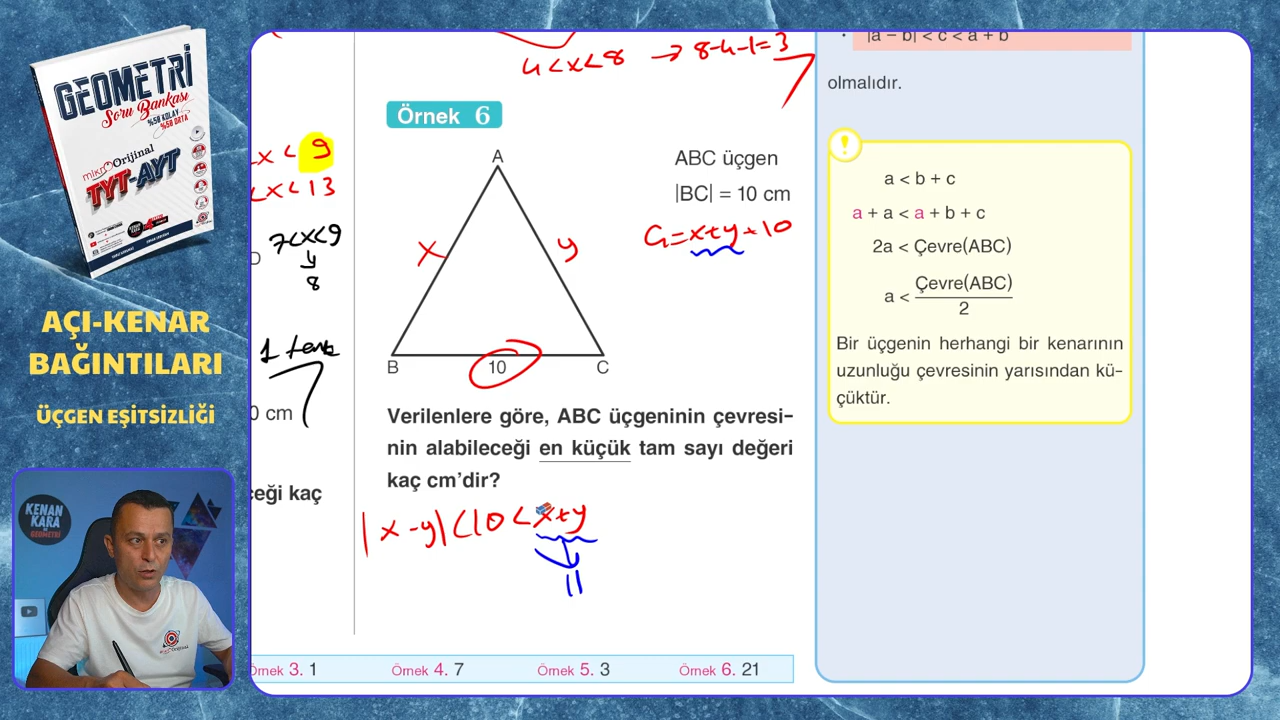 GEOMETRİ
Soru Bankası
%50 KOLAY
%50 ORTA
mikro Orijinal
TYT-AYT
AÇI-KENAR
BAĞINTILARI
ÜÇGEN EŞİTSİZLİĞİ
KENAN
KARA
ile
GEOMETRİ
x < 9
<x<13
7<x<9
8
1 tane
0 cm
eği kaç
4<x<8 → 8-4-1=3
Örnek 6
A
x
y
B
10
C
ABC üçgen
|BC| = 10 cm
Ç=x+y+10
Verilenlere göre, ABC üçgeninin çevresi-
nin alabileceği en küçük tam sayı değeri
kaç cm'dir?
|x-y|<10<x+y
11
Örnek 3. 1
Örnek 4. 7
Örnek 5. 3
Örnek 6. 21
• |a − b| < c < a + b
olmalıdır.
!
a < b + c
a + a < a + b + c
2a < Çevre(ABC)
a < Çevre(ABC)
2
Bir üçgenin herhangi bir kenarının
uzunluğu çevresinin yarısından kü-
çüktür.